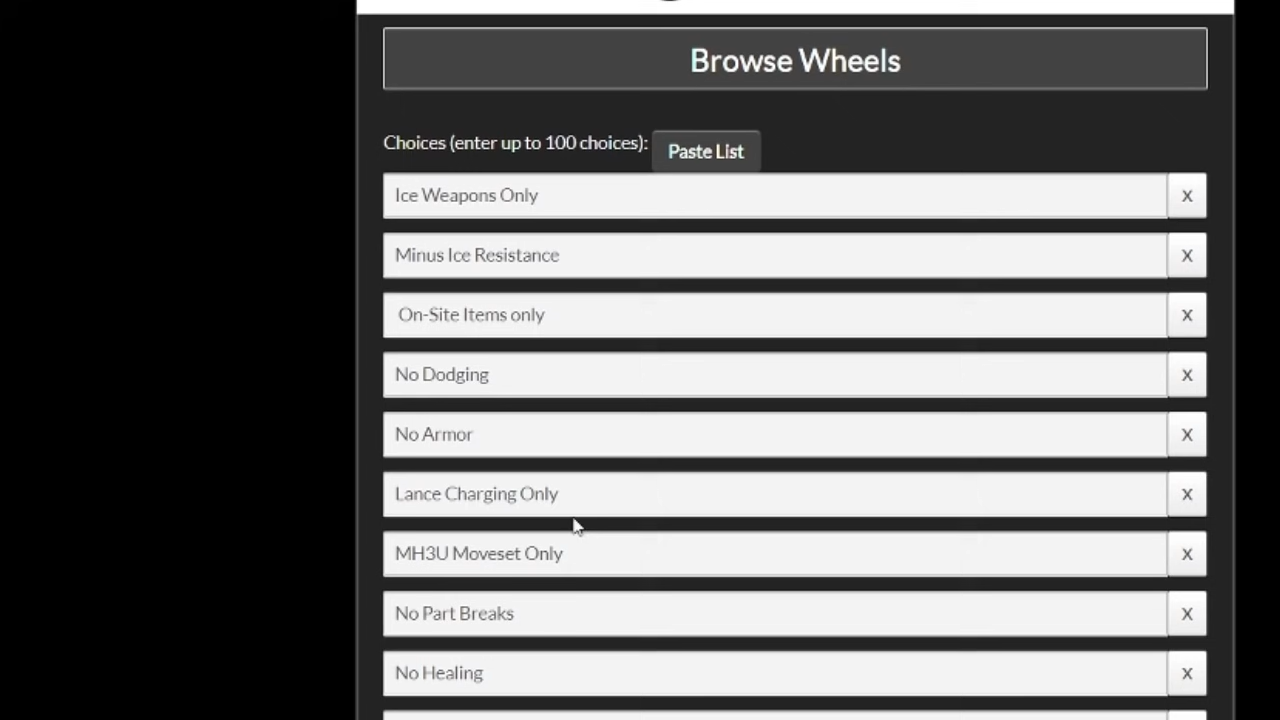 Browse Wheels
Choices (enter up to 100 choices): Paste List
Ice Weapons Only X
Minus Ice Resistance X
On-Site Items only X
No Dodging X
No Armor X
Lance Charging Only X
MH3U Moveset Only X
No Part Breaks X
No Healing X